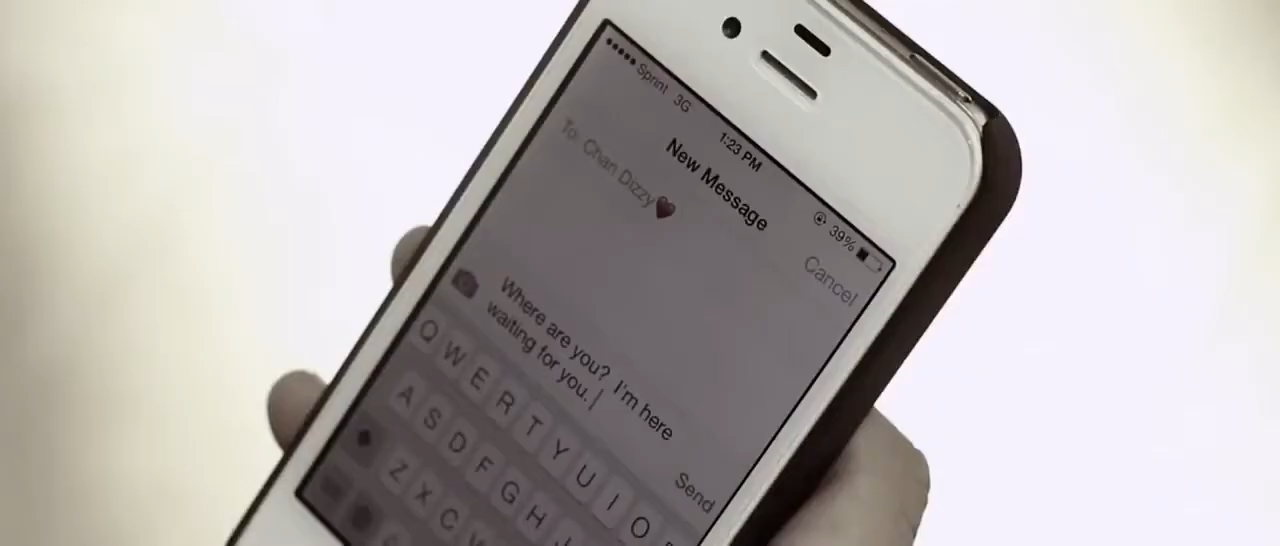 Sprint 3G 1:23 PM 39%
New Message
Cancel
To: Chan Dizzy❤
Where are you? I'm here
waiting for you.
Send
Q W E R T Y U I O
A S D F G H J
Z X C